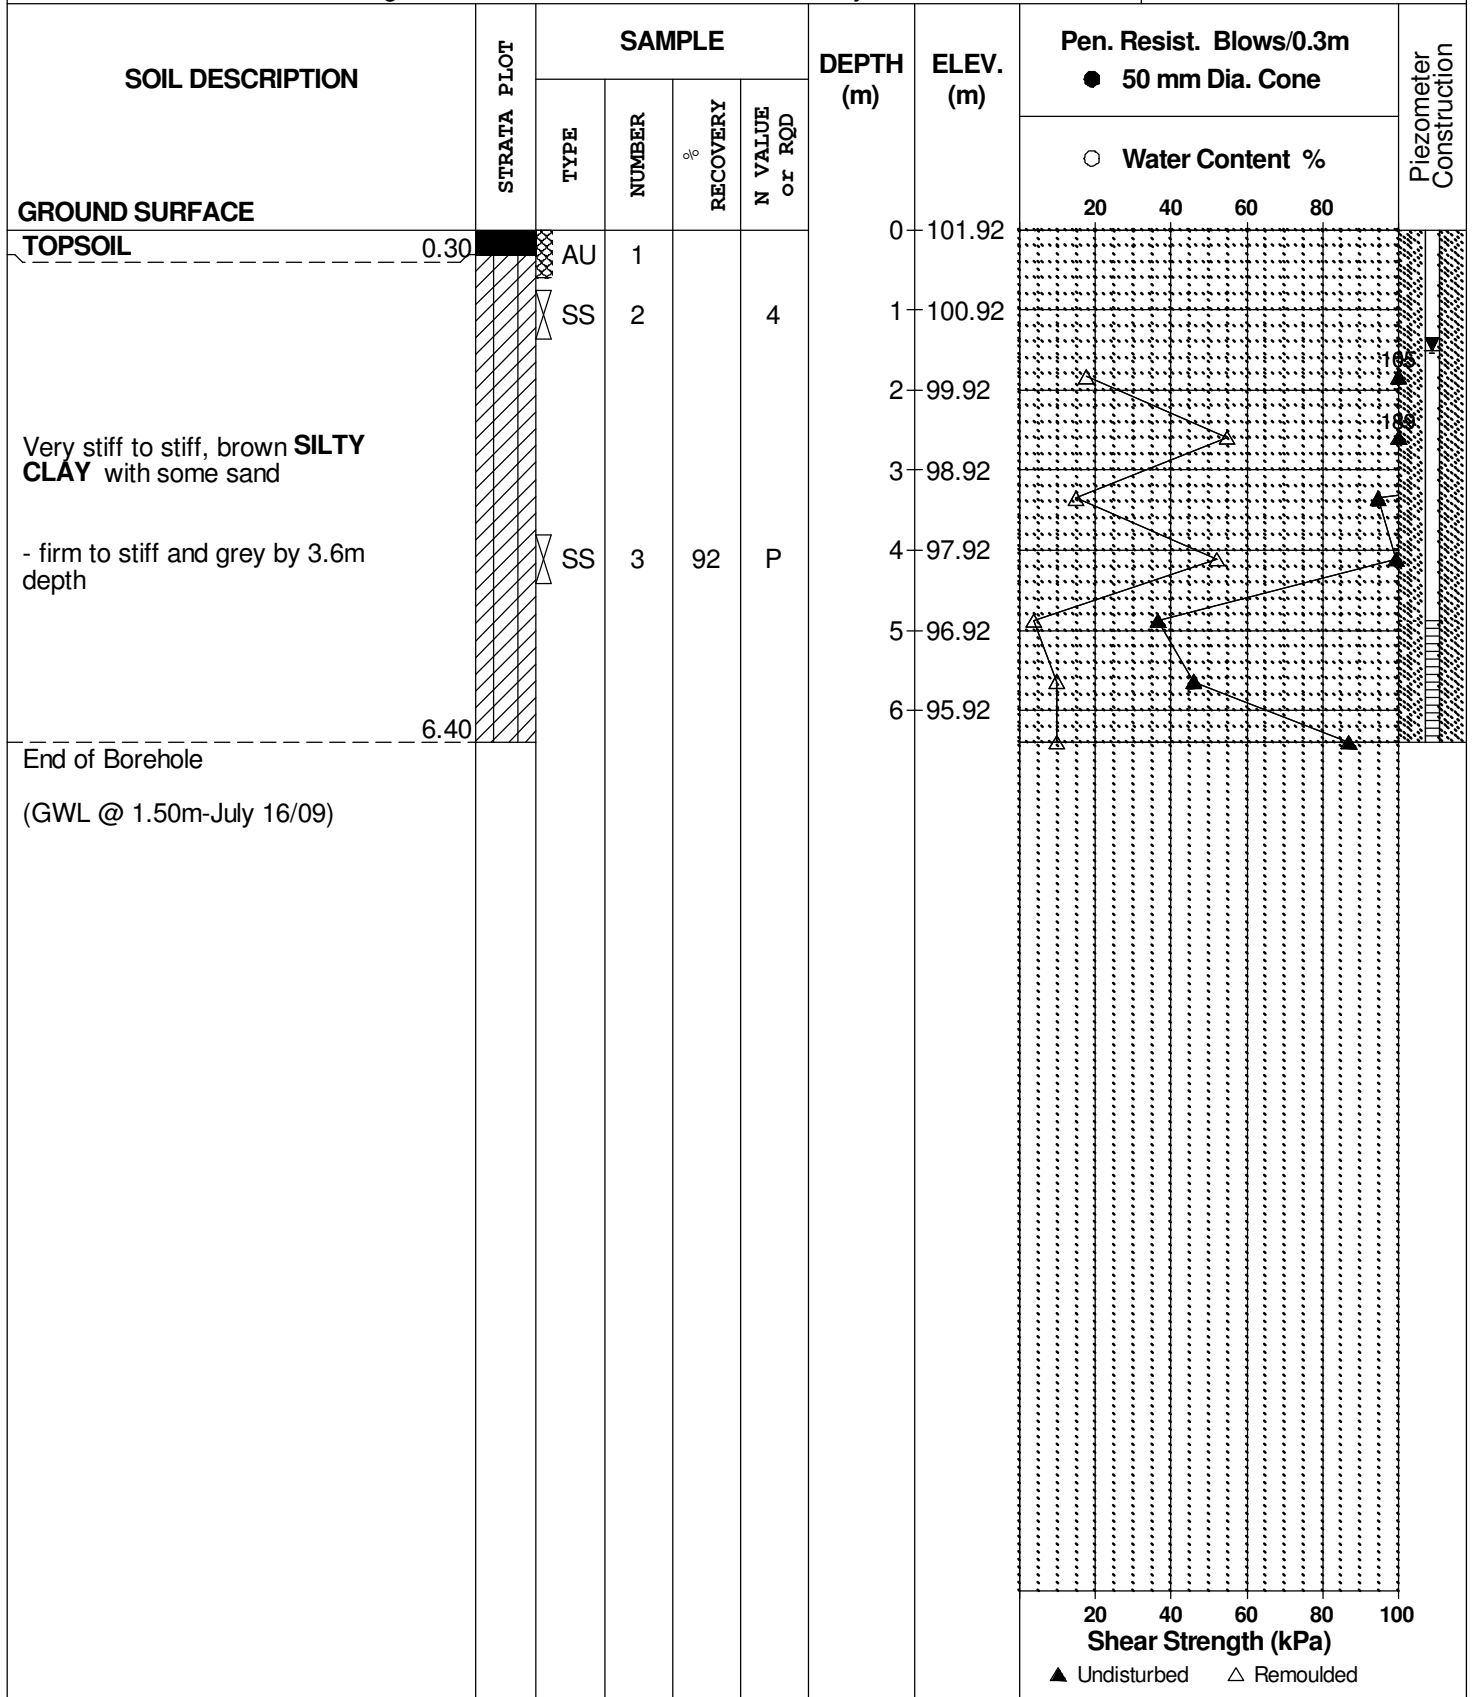 SOIL DESCRIPTION
STRATA PLOT
SAMPLE
TYPE
NUMBER
% RECOVERY
N VALUE or RQD
DEPTH (m)
ELEV. (m)
Pen. Resist. Blows/0.3m
● 50 mm Dia. Cone
○ Water Content %
Piezometer Construction
20 40 60 80
GROUND SURFACE
0 101.92
TOPSOIL 0.30
AU 1
SS 2 4
1 100.92
2 99.92
Very stiff to stiff, brown SILTY
CLAY with some sand
3 98.92
- firm to stiff and grey by 3.6m
depth
SS 3 92 P
4 97.92
5 96.92
6 95.92
6.40
End of Borehole
(GWL @ 1.50m-July 16/09)
20 40 60 80 100
Shear Strength (kPa)
▲ Undisturbed △ Remoulded